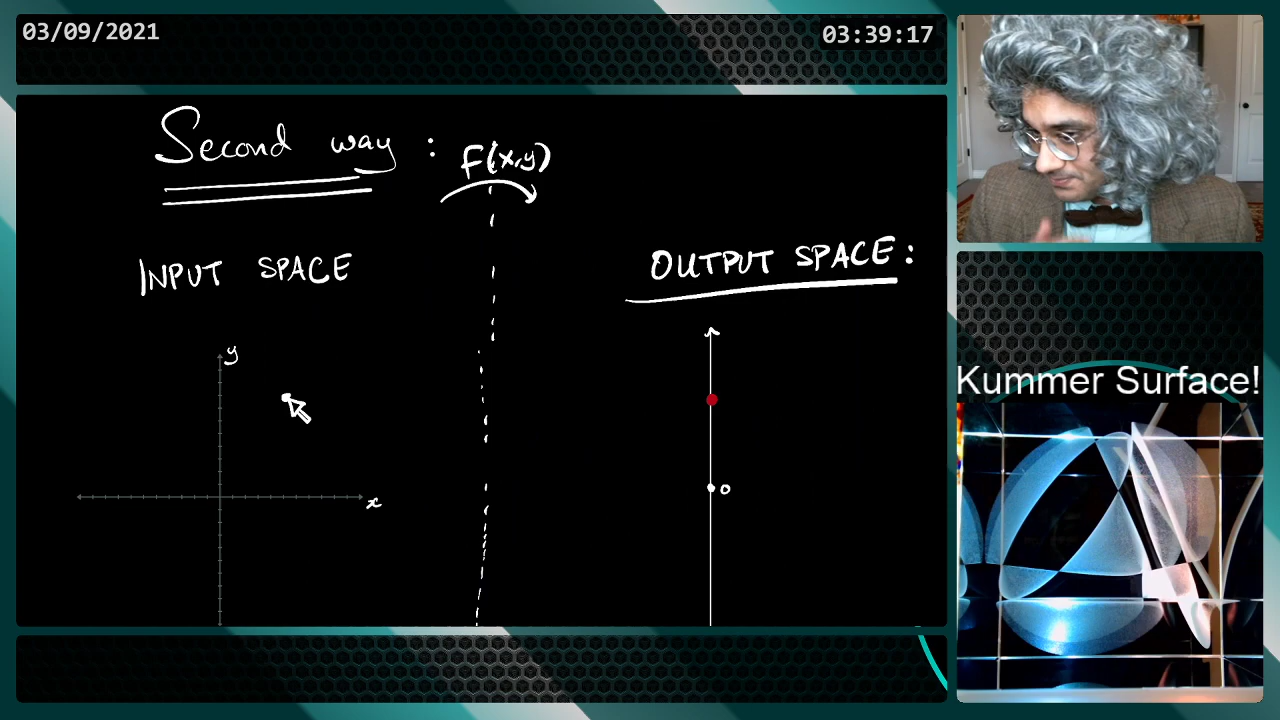 03/09/2021
03:39:17
Second way : F(x,y)
INPUT SPACE
OUTPUT SPACE :
y
x
0
Kummer Surface!